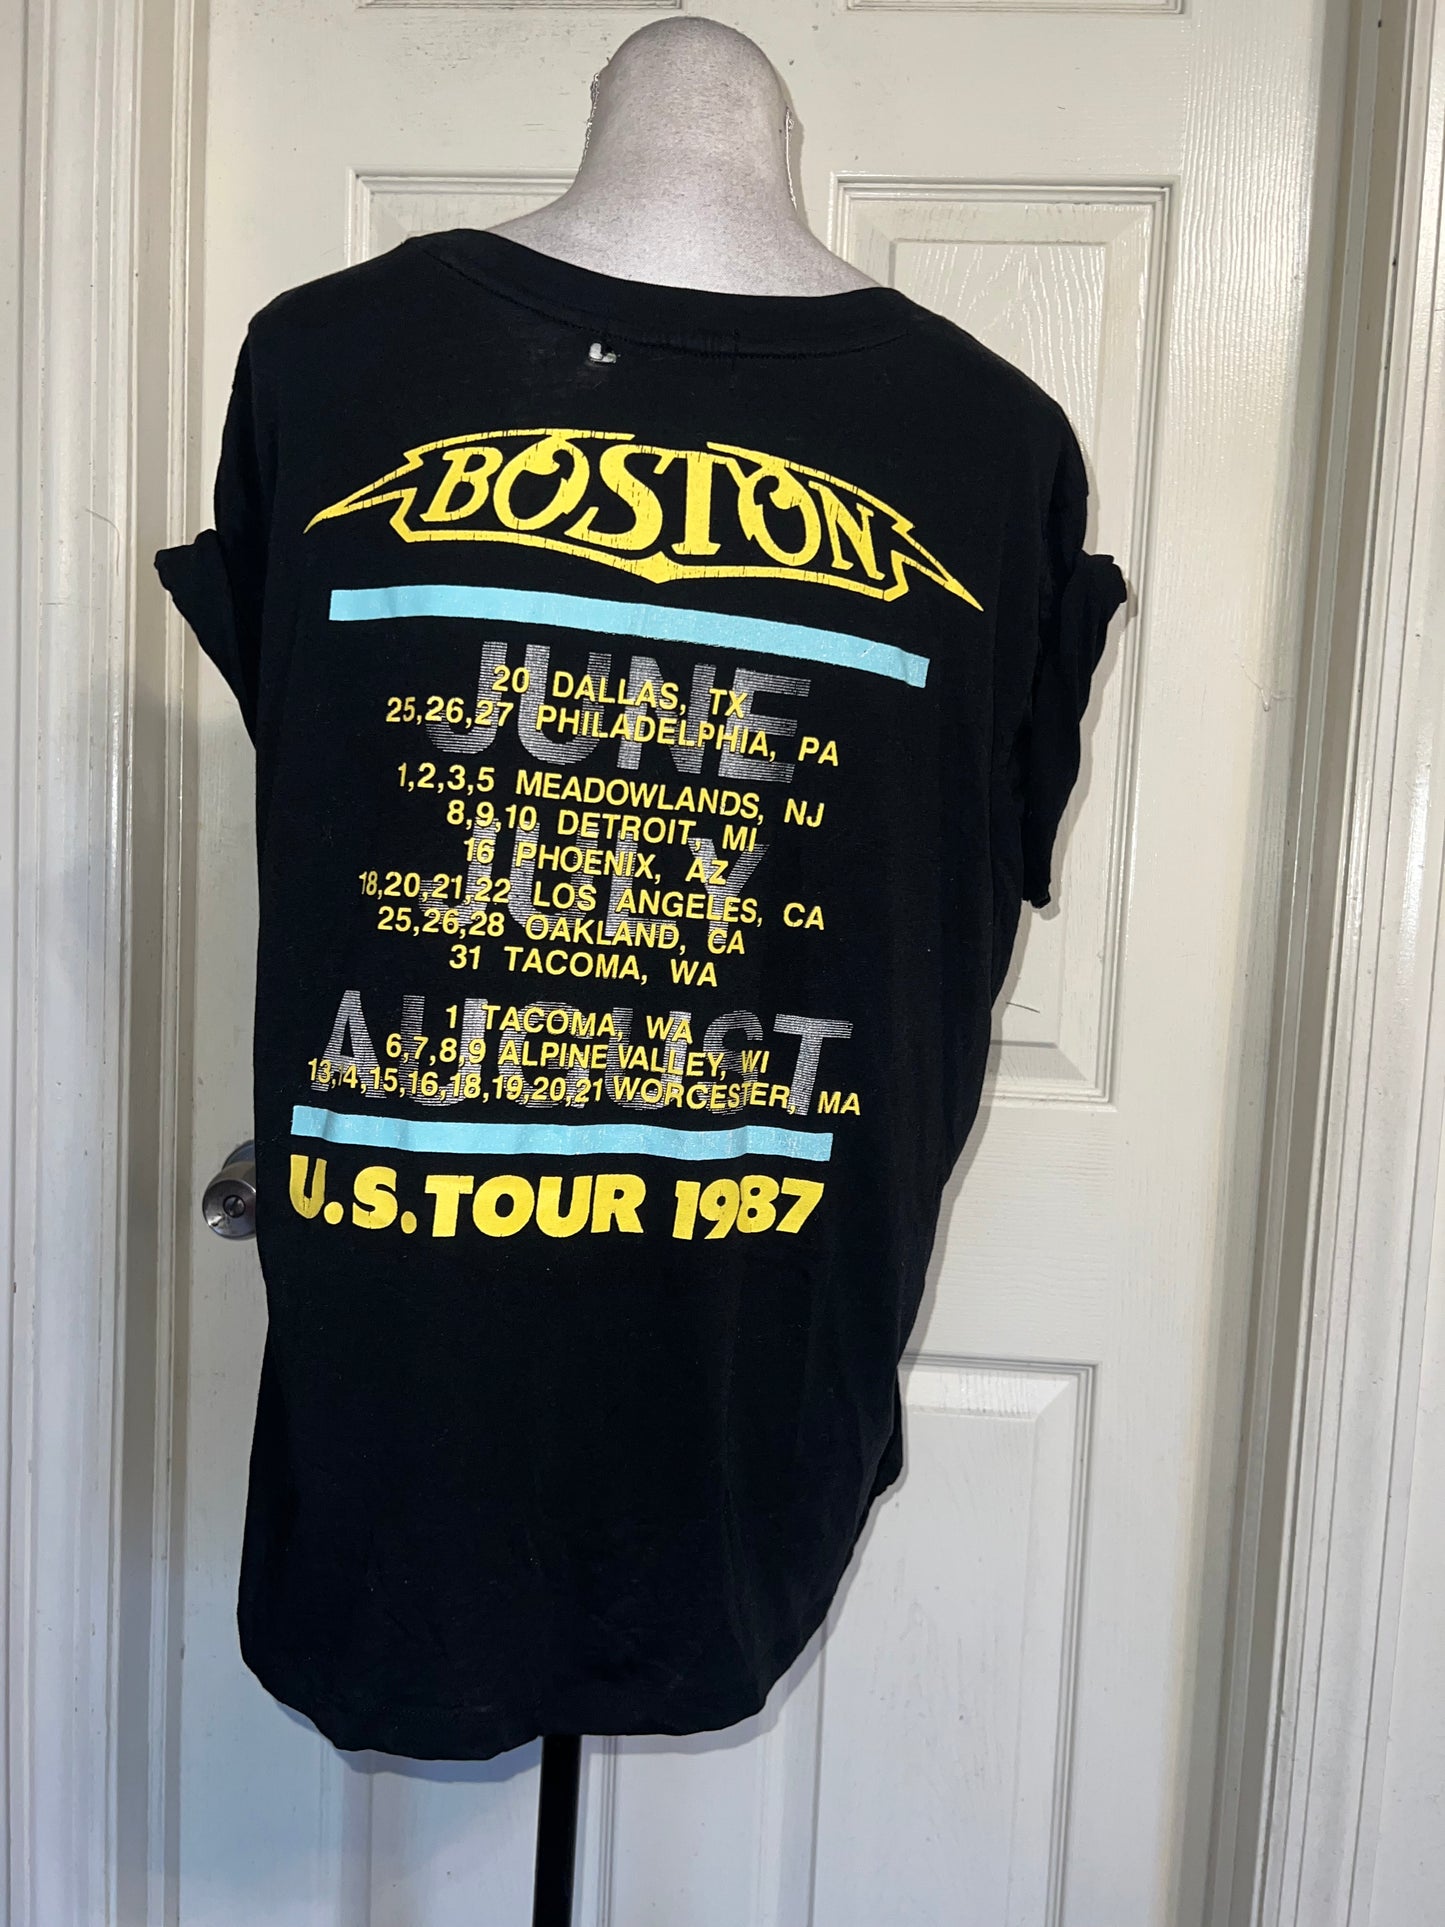 BOSTON
JUNE
20 DALLAS, TX
25,26,27 PHILADELPHIA, PA
JULY
1,2,3,5 MEADOWLANDS, NJ
8,9,10 DETROIT, MI
16 PHOENIX, AZ
18,20,21,22 LOS ANGELES, CA
25,26,28 OAKLAND, CA
31 TACOMA, WA
AUGUST
1 TACOMA, WA
6,7,8,9 ALPINE VALLEY, WI
13,14,15,16,18,19,20,21 WORCESTER, MA
U.S. TOUR 1987